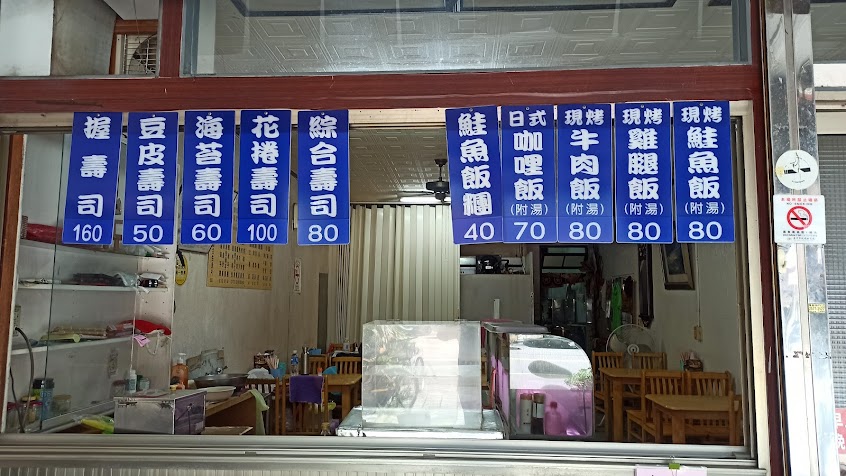 握壽司
160
豆皮壽司
50
海苔壽司
60
花捲壽司
100
綜合壽司
80
鮭魚飯糰
40
日式
咖哩飯
(附湯)
70
現烤
牛肉飯
(附湯)
80
現烤
雞腿飯
(附湯)
80
現烤
鮭魚飯
(附湯)
80